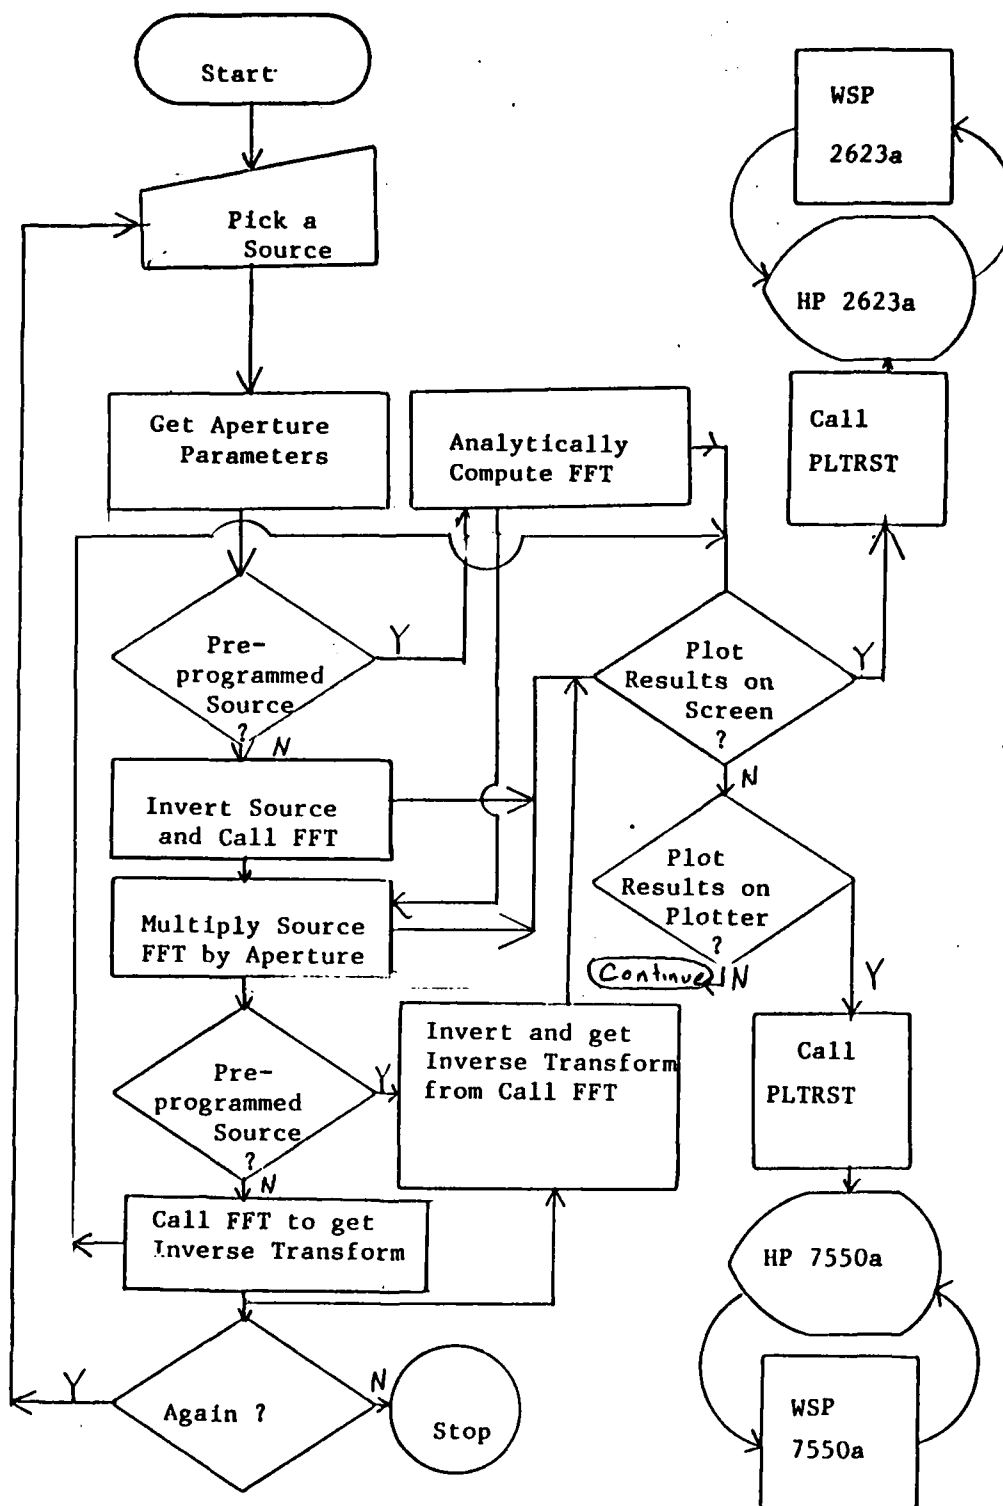 Start
Pick a
Source
Get Aperture
Parameters
Analytically
Compute FFT
Pre-
programmed
Source
?
Y
N
Invert Source
and Call FFT
Multiply Source
FFT by Aperture
Pre-
programmed
Source
?
Y
N
Invert and get
Inverse Transform
from Call FFT
Call FFT to get
Inverse Transform
Again ?
Y
N
Stop
Plot
Results on
Screen
?
Y
N
Call
PLTRST
HP 2623a
WSP
2623a
Plot
Results on
Plotter
?
Continue
N
Y
Call
PLTRST
HP 7550a
WSP
7550a